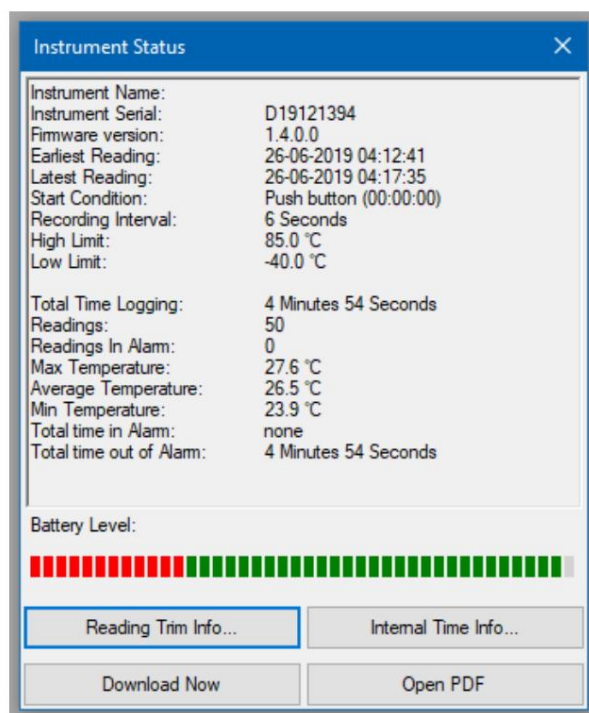 Instrument Status
Instrument Name:
Instrument Serial: D19121394
Firmware version: 1.4.0.0
Earliest Reading: 26-06-2019 04:12:41
Latest Reading: 26-06-2019 04:17:35
Start Condition: Push button (00:00:00)
Recording Interval: 6 Seconds
High Limit: 85.0 °C
Low Limit: -40.0 °C
Total Time Logging: 4 Minutes 54 Seconds
Readings: 50
Readings In Alarm: 0
Max Temperature: 27.6 °C
Average Temperature: 26.5 °C
Min Temperature: 23.9 °C
Total time in Alarm: none
Total time out of Alarm: 4 Minutes 54 Seconds
Battery Level:
Reading Trim Info... Internal Time Info...
Download Now Open PDF